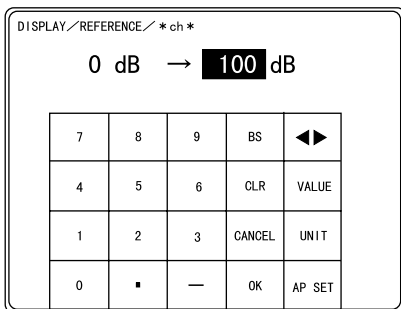 DISPLAY／REFERENCE／＊ch＊
0 dB → 100 dB
7 8 9 BS ◀▶
4 5 6 CLR VALUE
1 2 3 CANCEL UNIT
0 ▪ — OK AP SET